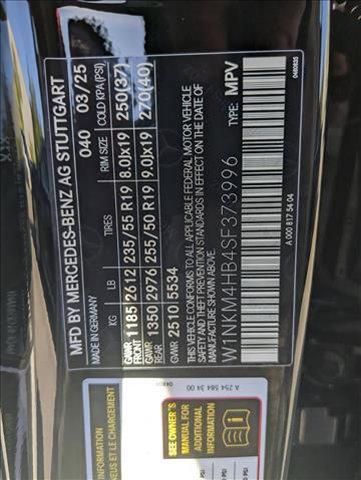 MFD BY MERCEDES-BENZ AG STUTTGART
MADE IN GERMANY 040 03/25
KG LB TIRES RIM SIZE COLD KPA(PSI)
GAWR FRONT 1185 2612 235/55 R19 8.0Jx19 250(37)
GAWR REAR 1350 2976 255/50 R19 9.0Jx19 270(40)
GVWR 2510 5534
THIS VEHICLE CONFORMS TO ALL APPLICABLE FEDERAL MOTOR VEHICLE
SAFETY AND THEFT PREVENTION STANDARDS IN EFFECT ON THE DATE OF
MANUFACTURE SHOWN ABOVE.
W1NKM4HB4SF373996 TYPE: MPV
A 000 817 54 04
A 254 584 34 00
INFORMATION
ET LE CHARGEMENT
SEE OWNER'S
MANUAL FOR
ADDITIONAL
INFORMATION
PSI